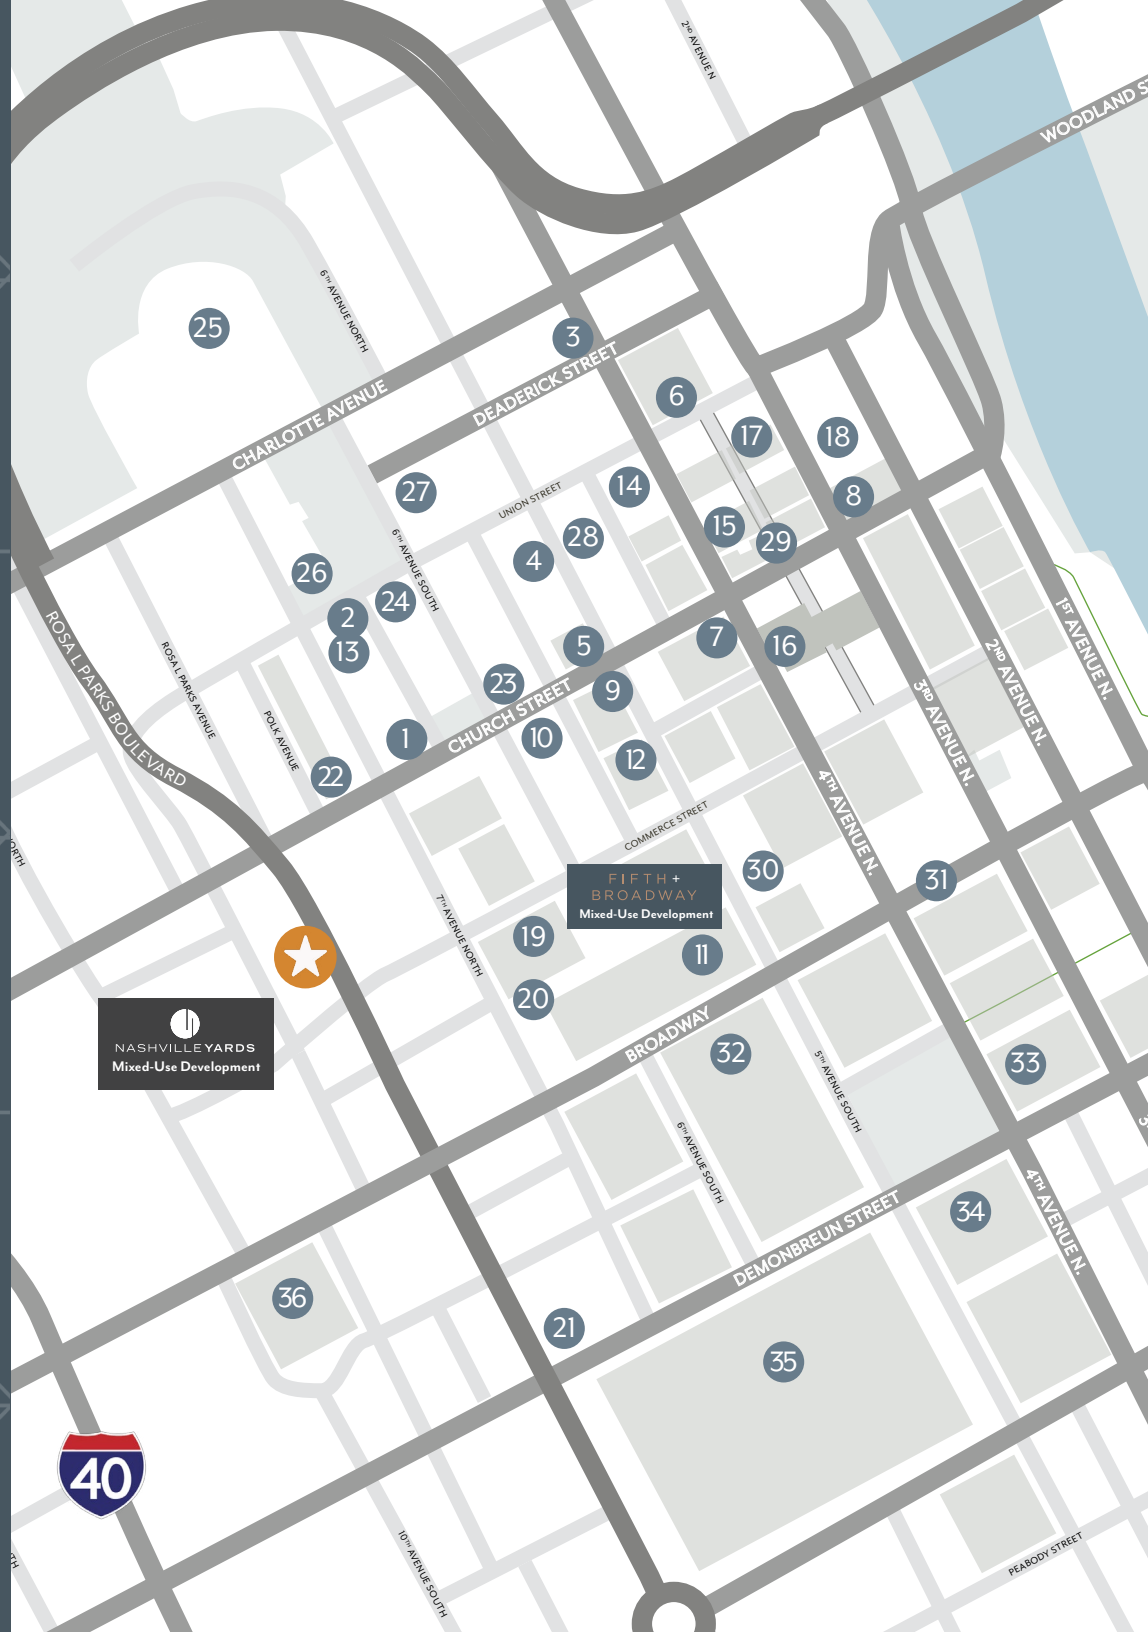 2ND AVENUE N
WOODLAND S
6TH AVENUE NORTH
25
3
DEADERICK STREET
CHARLOTTE AVENUE
6
17
18
27
14
8
UNION STREET
15
28
29
4
6TH AVENUE SOUTH
26
24
2
13
ROSA L PARKS BOULEVARD
ROSA L PARKS AVENUE
POLK AVENUE
1ST AVENUE N.
2ND AVENUE N.
3RD AVENUE N.
7
16
5
23
9
CHURCH STREET
1
10
12
22
4TH AVENUE N.
COMMERCE STREET
ORTH
FIFTH +
BROADWAY
Mixed-Use Development
30
31
7TH AVENUE NORTH
19
11
20
NASHVILLEYARDS
Mixed-Use Development
BROADWAY
32
5TH AVENUE SOUTH
33
3
6TH AVENUE SOUTH
4TH AVENUE N.
34
DEMONBREUN STREET
36
21
35
40
10TH AVENUE SOUTH
PEABODY STREET
TH